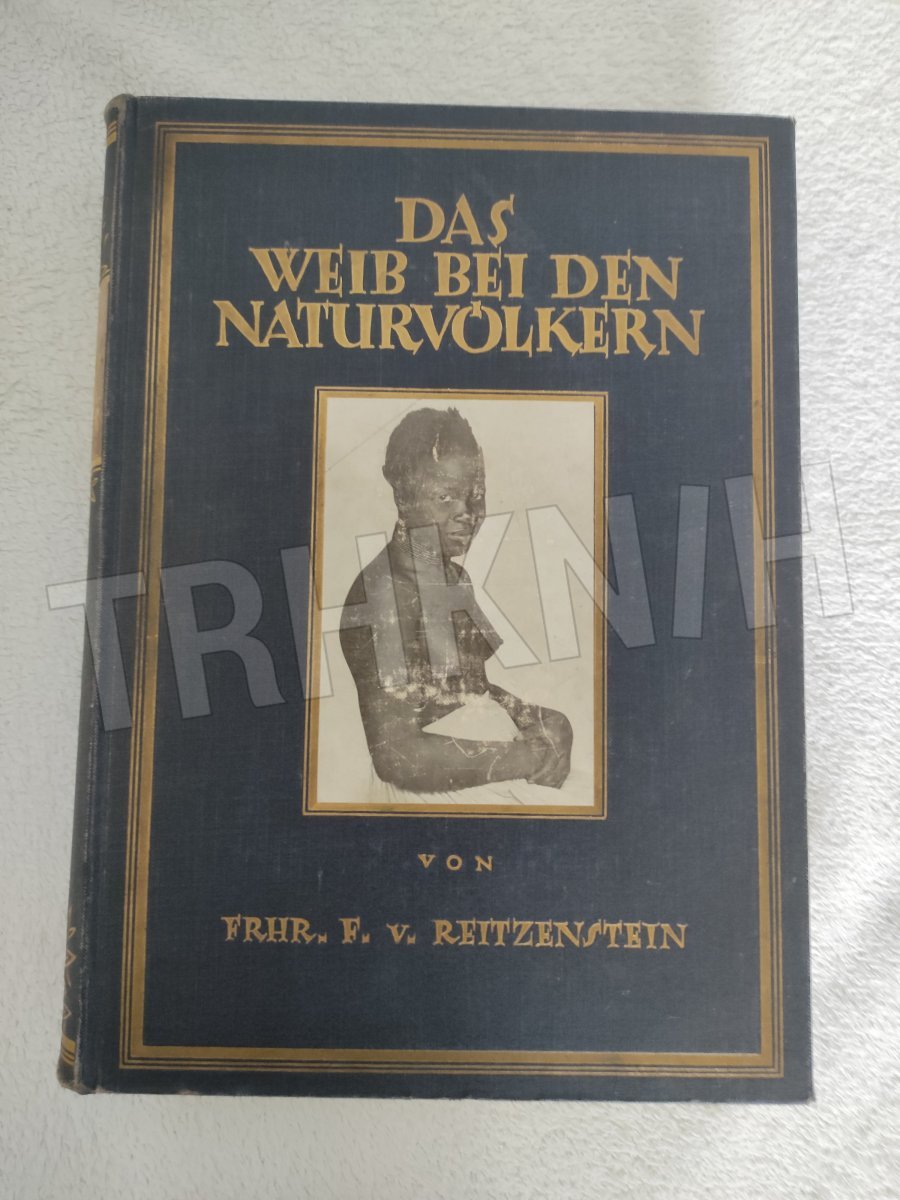 DAS
WEIB BEI DEN
NATURVÖLKERN
TRHKNIH
VON
FRHR. F. V. REITZENSTEIN